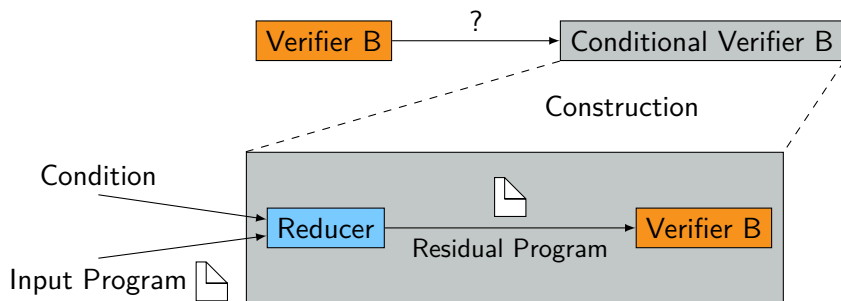 ?
Verifier B
Conditional Verifier B
Construction
Condition
Reducer
Residual Program
Verifier B
Input Program